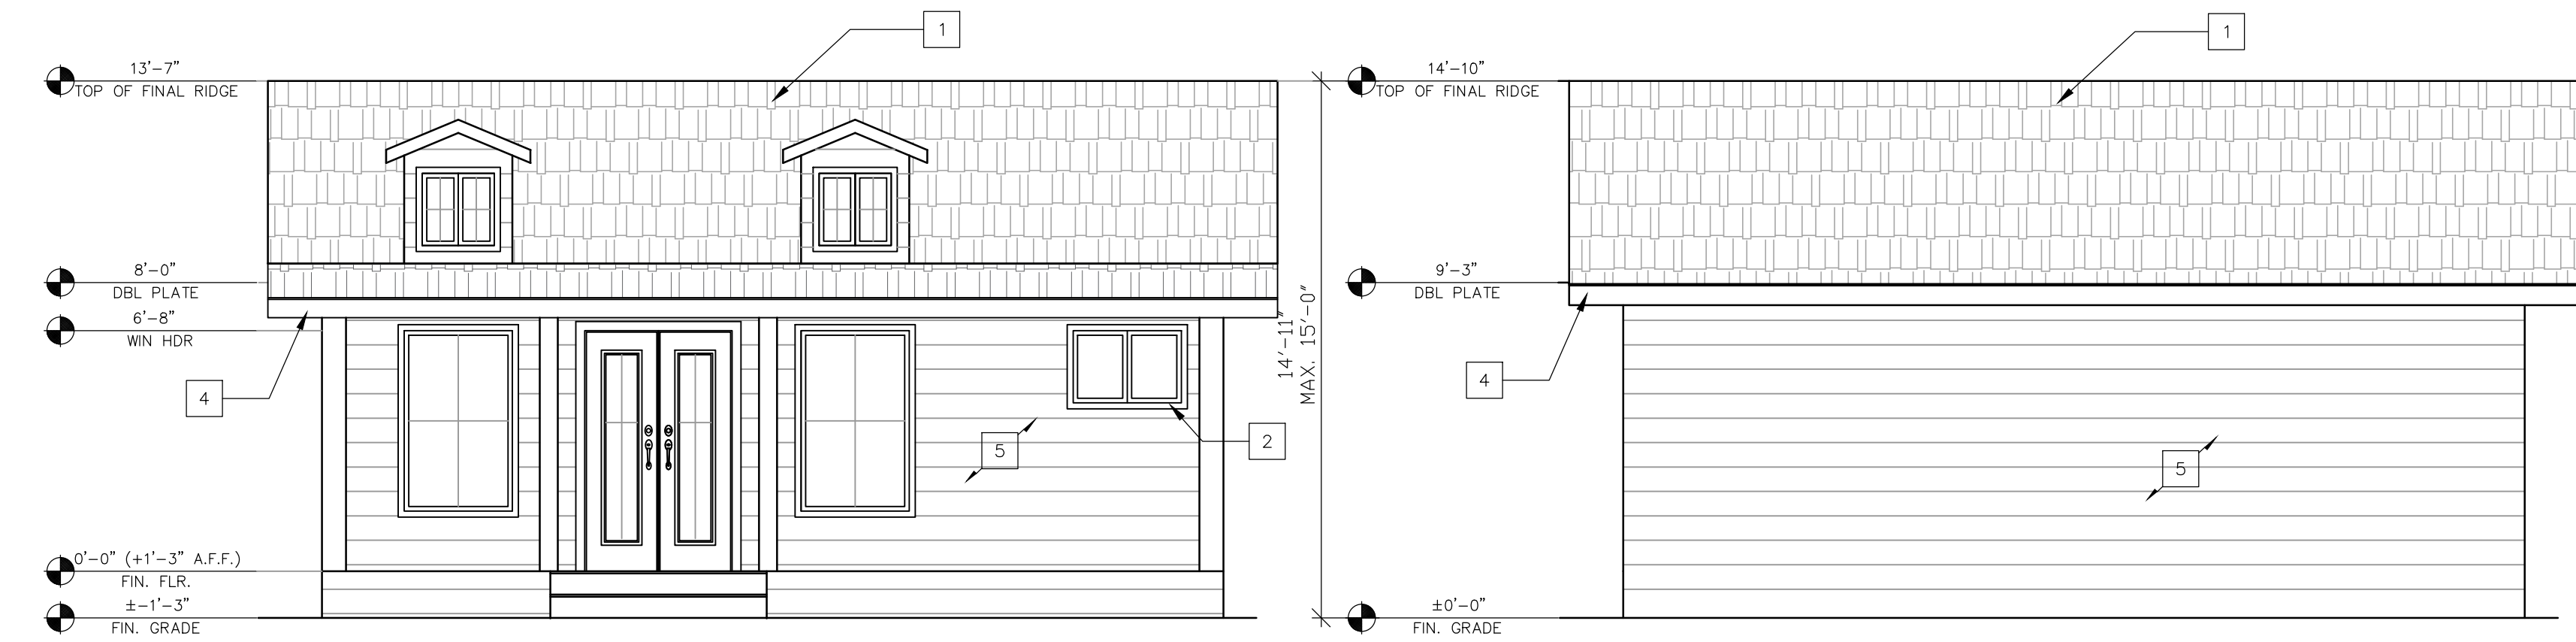 1
13'-7"
TOP OF FINAL RIDGE
8'-0"
DBL PLATE
6'-8"
WIN HDR
4
5
2
0'-0" (+1'-3" A.F.F.)
FIN. FLR.
±-1'-3"
FIN. GRADE
14'-11"
MAX. 15'-0"
1
14'-10"
TOP OF FINAL RIDGE
9'-3"
DBL PLATE
4
5
±0'-0"
FIN. GRADE